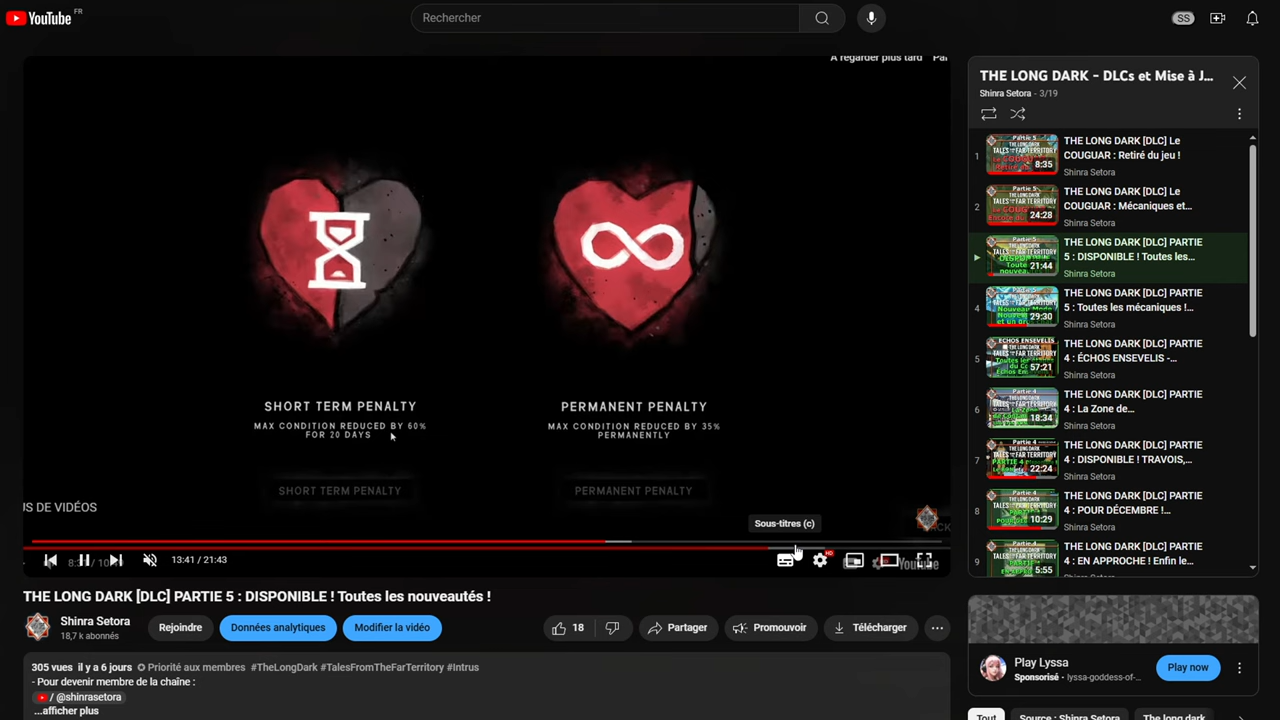 YouTube FR
Rechercher
SS
A regarder plus tard
SHORT TERM PENALTY
MAX CONDITION REDUCED BY 60%
FOR 20 DAYS
PERMANENT PENALTY
MAX CONDITION REDUCED BY 35%
PERMANENTLY
SHORT TERM PENALTY
PERMANENT PENALTY
US DE VIDÉOS
Sous-titres (c)
13:41 / 21:43
HD
YouTube
THE LONG DARK [DLC] PARTIE 5 : DISPONIBLE ! Toutes les nouveautés !
Shinra Setora
18,7 k abonnés
Rejoindre
Données analytiques
Modifier la vidéo
18
Partager
Promouvoir
Télécharger
305 vues il y a 6 jours Priorité aux membres #TheLongDark #TalesFromTheFarTerritory #Intrus
- Pour devenir membre de la chaîne :
/ @shinrasetora
...afficher plus
THE LONG DARK - DLCs et Mise à J...
Shinra Setora - 3/19
1
8:35
THE LONG DARK [DLC] Le
COUGUAR : Retiré du jeu !
Shinra Setora
2
24:28
THE LONG DARK [DLC] Le
COUGUAR : Mécaniques et...
Shinra Setora
21:44
THE LONG DARK [DLC] PARTIE
5 : DISPONIBLE ! Toutes les...
Shinra Setora
4
29:30
THE LONG DARK [DLC] PARTIE
5 : Toutes les mécaniques !...
Shinra Setora
5
57:21
THE LONG DARK [DLC] PARTIE
4 : ÉCHOS ENSEVELIS -...
Shinra Setora
6
18:34
THE LONG DARK [DLC] PARTIE
4 : La Zone de...
Shinra Setora
7
22:24
THE LONG DARK [DLC] PARTIE
4 : DISPONIBLE ! TRAVOIS,...
Shinra Setora
8
10:29
THE LONG DARK [DLC] PARTIE
4 : POUR DÉCEMBRE !...
Shinra Setora
9
5:55
THE LONG DARK [DLC] PARTIE
4 : EN APPROCHE ! Enfin le...
Shinra Setora
Play Lyssa
Sponsorisé · lyssa-goddess-of-...
Play now
Tout
Source : Shinra Setora
The long dark